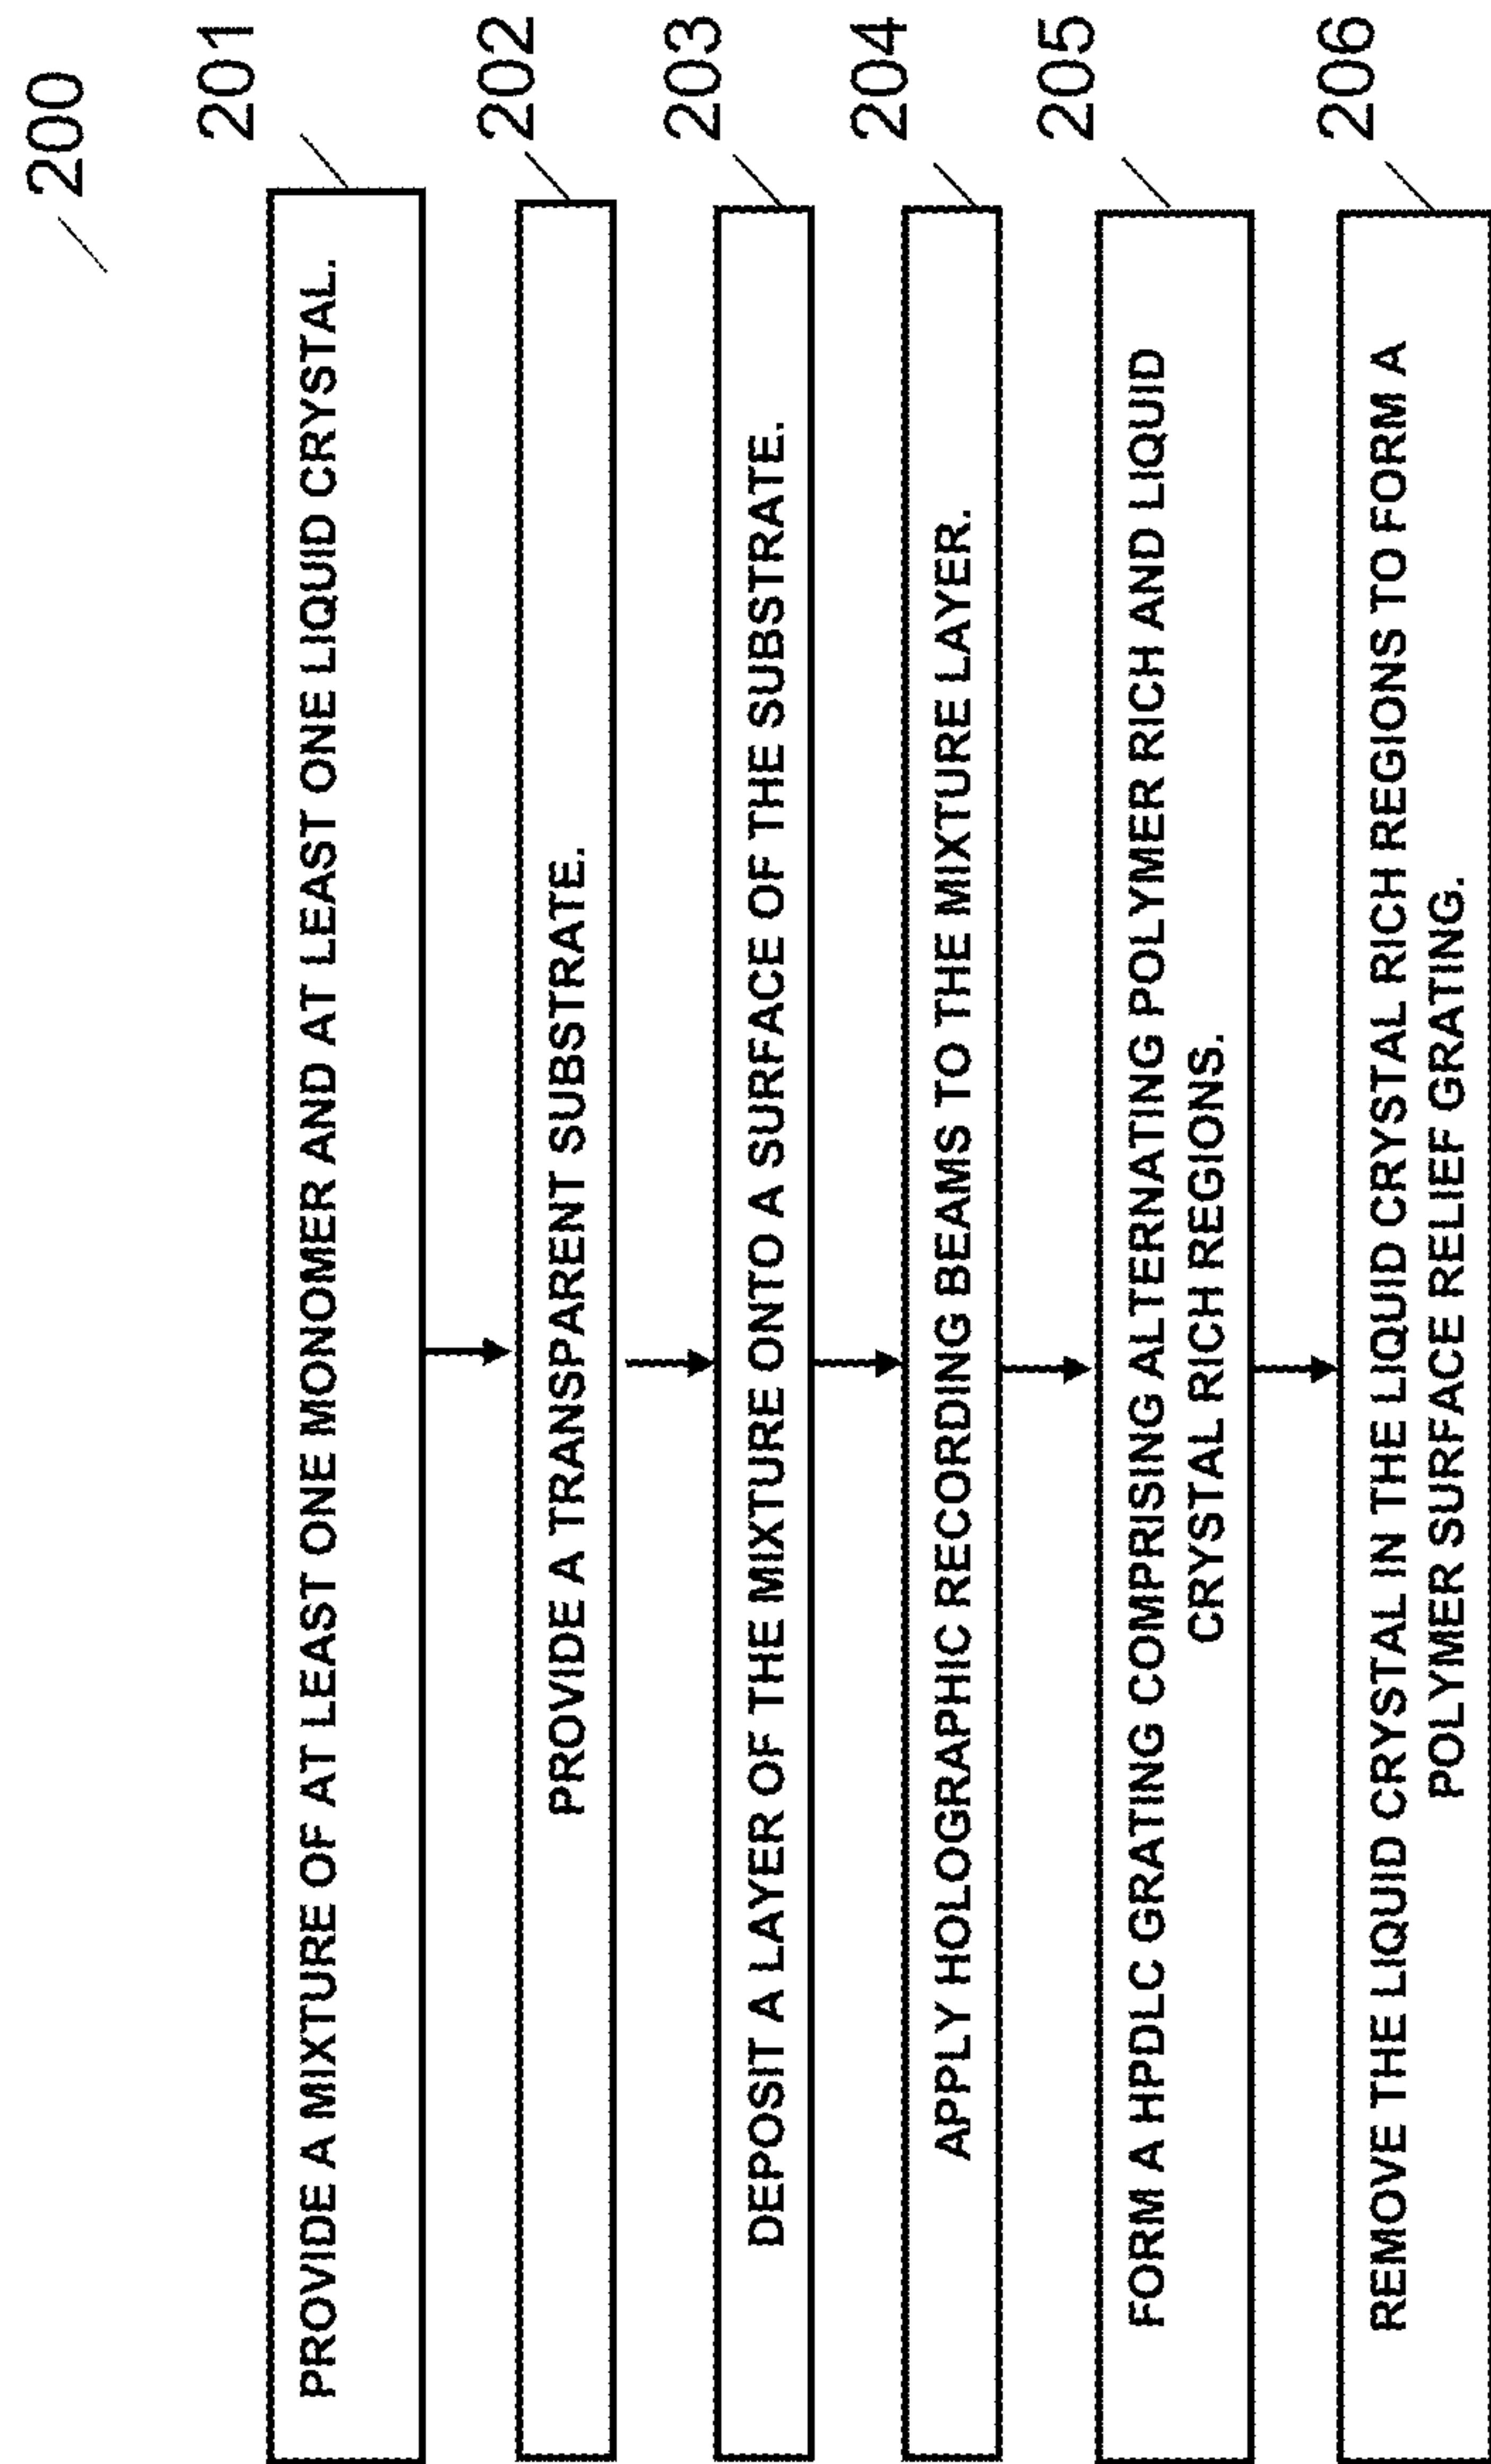 200
201
PROVIDE A MIXTURE OF AT LEAST ONE MONOMER AND AT LEAST ONE LIQUID CRYSTAL.
202
PROVIDE A TRANSPARENT SUBSTRATE.
203
DEPOSIT A LAYER OF THE MIXTURE ONTO A SURFACE OF THE SUBSTRATE.
204
APPLY HOLOGRAPHIC RECORDING BEAMS TO THE MIXTURE LAYER.
205
FORM A HPDLC GRATING COMPRISING ALTERNATING POLYMER RICH AND LIQUID
CRYSTAL RICH REGIONS.
206
REMOVE THE LIQUID CRYSTAL IN THE LIQUID CRYSTAL RICH REGIONS TO FORM A
POLYMER SURFACE RELIEF GRATING.